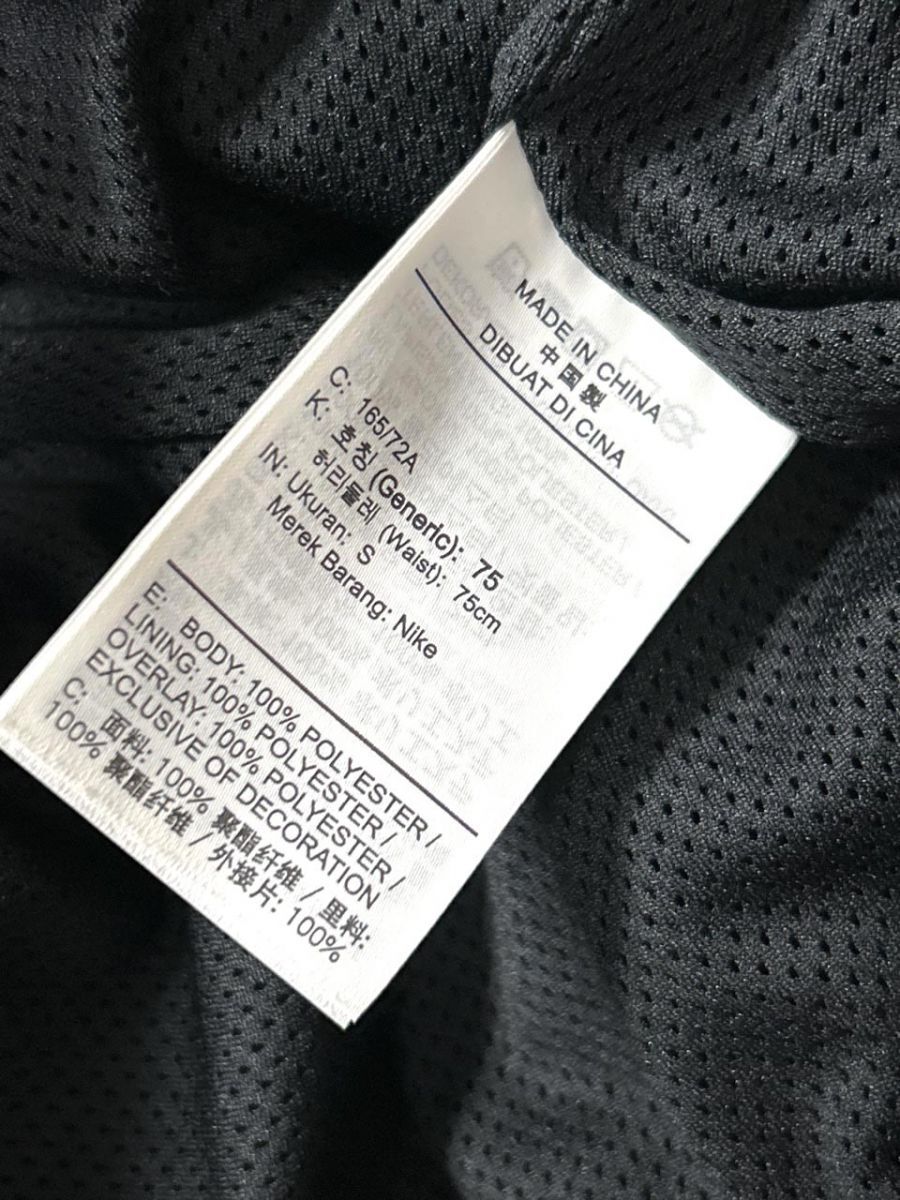 MADE IN CHINA
中国製
DIBUAT DI CINA
C: 165/72A
K: 호칭 (Generic): 75
허리둘레 (Waist): 75cm
IN: Ukuran: S
Merek Barang: Nike
E: BODY: 100% POLYESTER /
LINING: 100% POLYESTER /
OVERLAY: 100% POLYESTER /
EXCLUSIVE OF DECORATION
C: 面料: 100% 聚酯纤维 / 里料:
100% 聚酯纤维 / 外接片: 100%